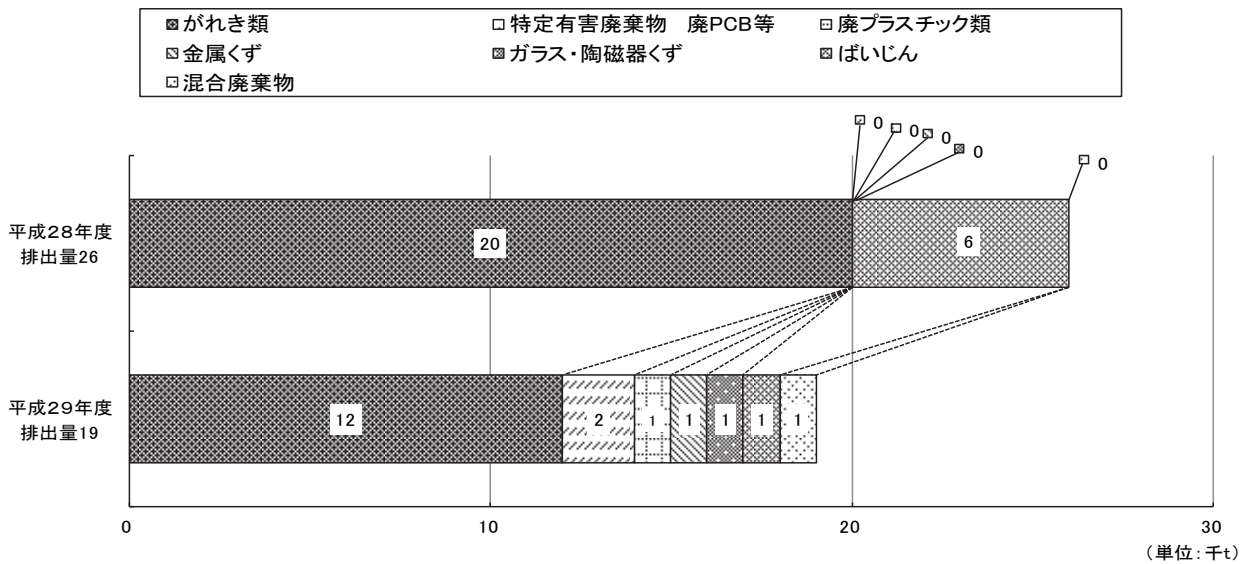 がれき類 特定有害廃棄物　廃PCB等 廃プラスチック類
金属くず ガラス・陶磁器くず ばいじん
混合廃棄物
0 0 0 0 0
平成28年度
排出量26
20 6
平成29年度
排出量19
12 2 1 1 1 1 1
0 10 20 30
（単位：千t）